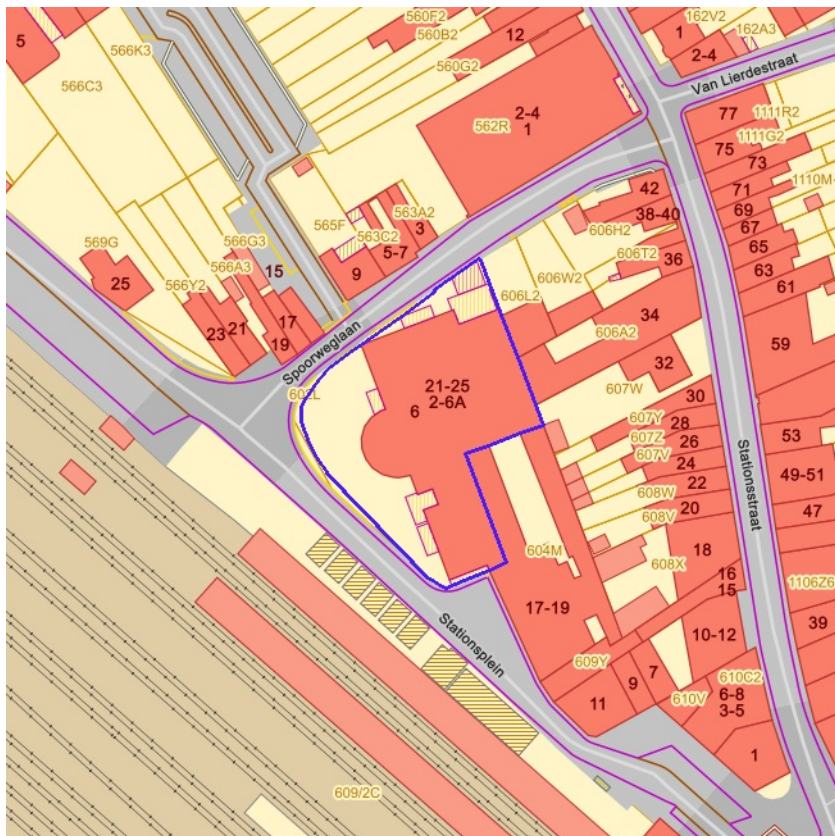 5
566K3
566C3
560F2
560B2
560G2
12
2-4
1
562R
162V2
162A3
1
2-4
Van Lierdestraat
77
1111R2
1111G2
75
73
1110M
71
69
67
65
63
61
59
42
38-40
606H2
606T2
36
606W2
606L2
34
606A2
563A2
3
565F
563C2
5-7
9
569G
25
566G3
566A3
566Y2
15
17
19
21
23
Spoorweglaan
602L
21-25
2-6A
6
32
607W
30
607Y
28
607Z
26
607V
24
608W
22
608V
20
608X
18
16
15
Stationsstraat
53
49-51
47
1106Z6
39
604M
17-19
10-12
609Y
7
9
11
610V
610C2
6-8
3-5
1
Stationsplein
609/2C